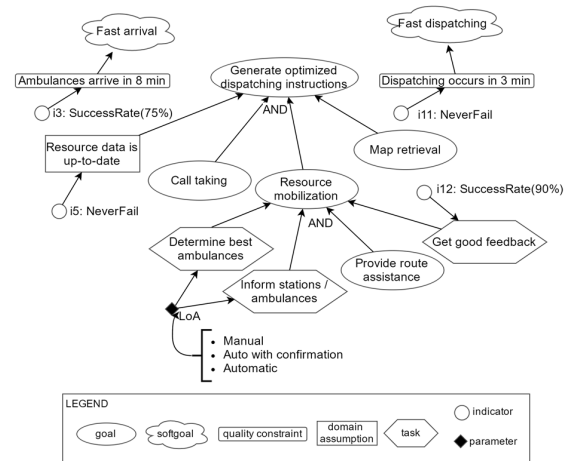 Fast arrival
Fast dispatching
Ambulances arrive in 8 min
Generate optimized
dispatching instructions
Dispatching occurs in 3 min
i3: SuccessRate(75%)
AND
i11: NeverFail
Resource data is
up-to-date
Call taking
Map retrieval
i5: NeverFail
Resource
mobilization
i12: SuccessRate(90%)
AND
Determine best
ambulances
Get good feedback
Provide route
assistance
Inform stations /
ambulances
LoA
• Manual
• Auto with confirmation
• Automatic
LEGEND
goal
softgoal
quality constraint
domain
assumption
task
indicator
parameter